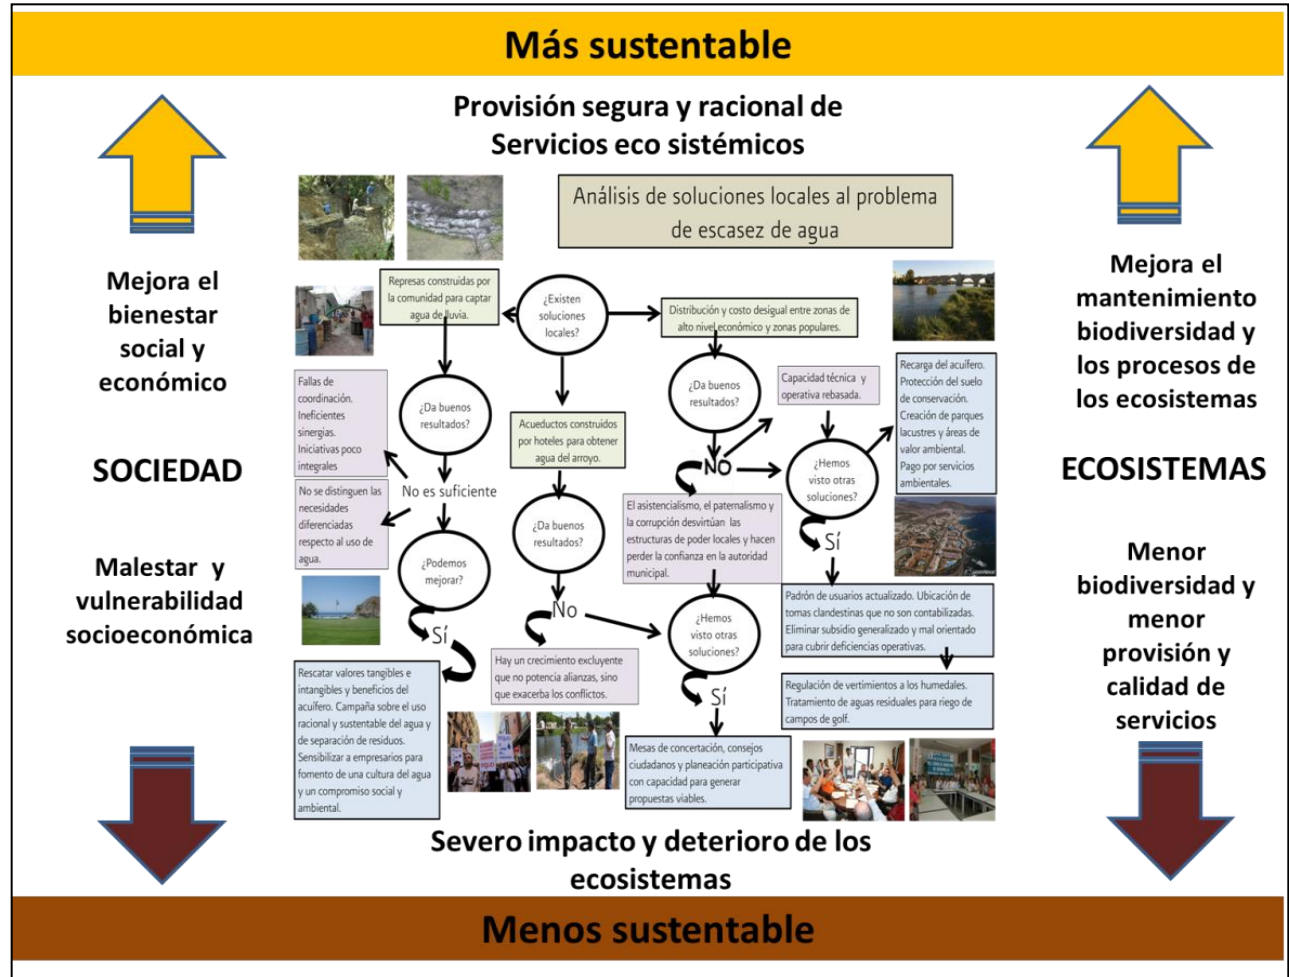 Más sustentable
Provisión segura y racional de
Servicios eco sistémicos
Análisis de soluciones locales al problema
de escasez de agua
Mejora el
bienestar
social y
económico
SOCIEDAD
Malestar y
vulnerabilidad
socioeconómica
Represas construidas por
la comunidad para captar
agua de lluvia.
¿Existen
soluciones
locales?
Distribución y costo desigual entre zonas de
alto nivel económico y zonas populares.
Fallas de
coordinación.
Ineficientes
sinergias.
Iniciativas poco
integrales
¿Da buenos
resultados?
No es suficiente
No se distinguen las
necesidades
diferenciadas
respecto al uso de
agua.
¿Podemos
mejorar?
Sí
Rescatar valores tangibles e
intangibles y beneficios del
acuífero. Campaña sobre el uso
racional y sustentable del agua y
de separación de residuos.
Sensibilizar a empresarios para
fomento de una cultura del agua
y un compromiso social y
ambiental.
Acueductos construidos
por hoteles para obtener
agua del arroyo.
¿Da buenos
resultados?
No
Hay un crecimiento excluyente
que no potencia alianzas, sino
que exacerba los conflictos.
¿Da buenos
resultados?
NO
Capacidad técnica y
operativa rebasada.
El asistencialismo, el paternalismo y
la corrupción desvirtúan las
estructuras de poder locales y hacen
perder la confianza en la autoridad
municipal.
¿Hemos
visto otras
soluciones?
Sí
Mesas de concertación, consejos
ciudadanos y planeación participativa
con capacidad para generar
propuestas viables.
¿Hemos
visto otras
soluciones?
Sí
Recarga del acuífero.
Protección del suelo
de conservación.
Creación de parques
lacustres y áreas de
valor ambiental.
Pago por servicios
ambientales.
Padrón de usuarios actualizado. Ubicación de
tomas clandestinas que no son contabilizadas.
Eliminar subsidio generalizado y mal orientado
para cubrir deficiencias operativas.
Regulación de vertimientos a los humedales.
Tratamiento de aguas residuales para riego de
campos de golf.
Mejora el
mantenimiento
biodiversidad y
los procesos de
los ecosistemas
ECOSISTEMAS
Menor
biodiversidad y
menor
provisión y
calidad de
servicios
Severo impacto y deterioro de los
ecosistemas
Menos sustentable